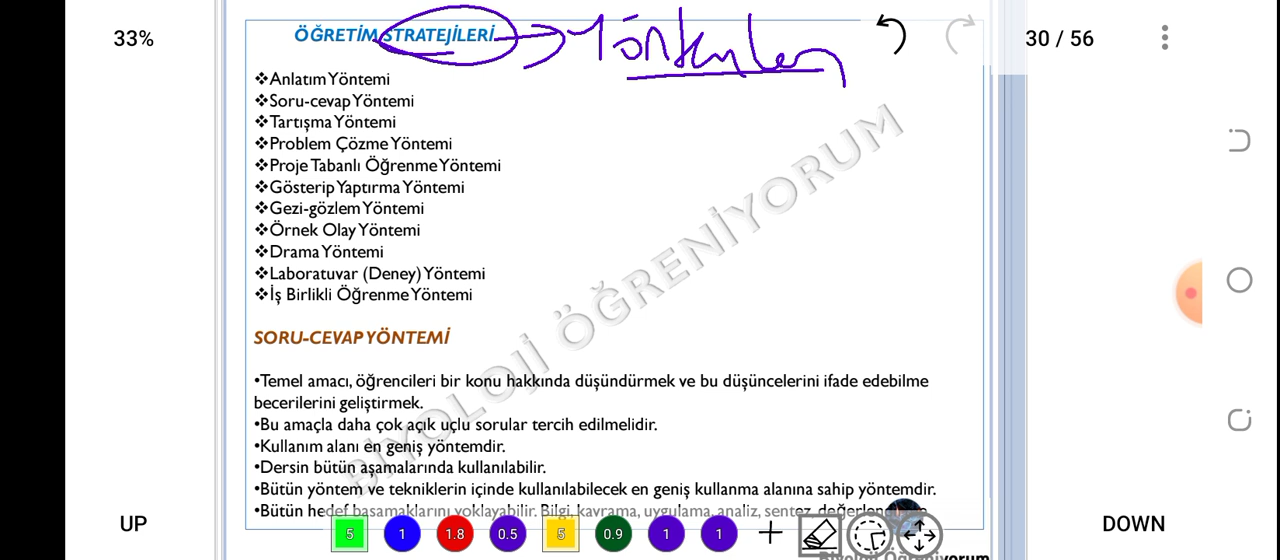 33%
ÖĞRETİM STRATEJİLERİ
Yöntemler
30 / 56
❖Anlatım Yöntemi
❖Soru-cevap Yöntemi
❖Tartışma Yöntemi
❖Problem Çözme Yöntemi
❖Proje Tabanlı Öğrenme Yöntemi
❖Gösterip Yaptırma Yöntemi
❖Gezi-gözlem Yöntemi
❖Örnek Olay Yöntemi
❖Drama Yöntemi
❖Laboratuvar (Deney) Yöntemi
❖İş Birlikli Öğrenme Yöntemi
BİYOLOJİ ÖĞRENİYORUM
SORU-CEVAP YÖNTEMİ
•Temel amacı, öğrencileri bir konu hakkında düşündürmek ve bu düşüncelerini ifade edebilme
becerilerini geliştirmek.
•Bu amaçla daha çok açık uçlu sorular tercih edilmelidir.
•Kullanım alanı en geniş yöntemdir.
•Dersin bütün aşamalarında kullanılabilir.
•Bütün yöntem ve tekniklerin içinde kullanılabilecek en geniş kullanma alanına sahip yöntemdir.
•Bütün hedef basamaklarını yoklayabilir. Bilgi, kavrama, uygulama, analiz, sentez,
UP
5 1 1.8 0.5 5 0.9 1 1
DOWN
Biyoloji Öğreniyorum